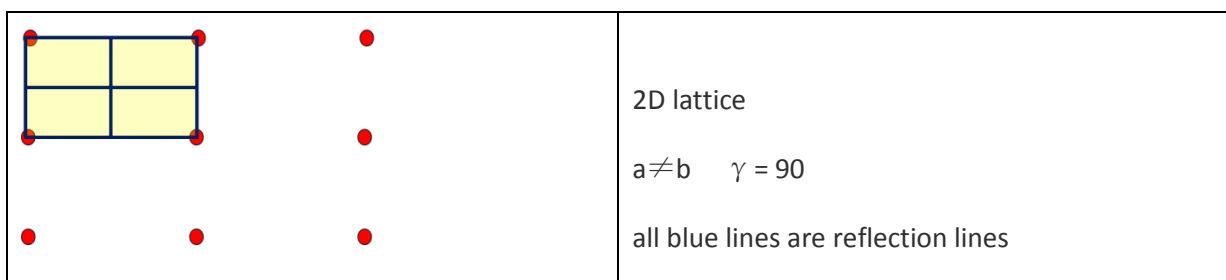 2D lattice
a≠b γ = 90
all blue lines are reflection lines